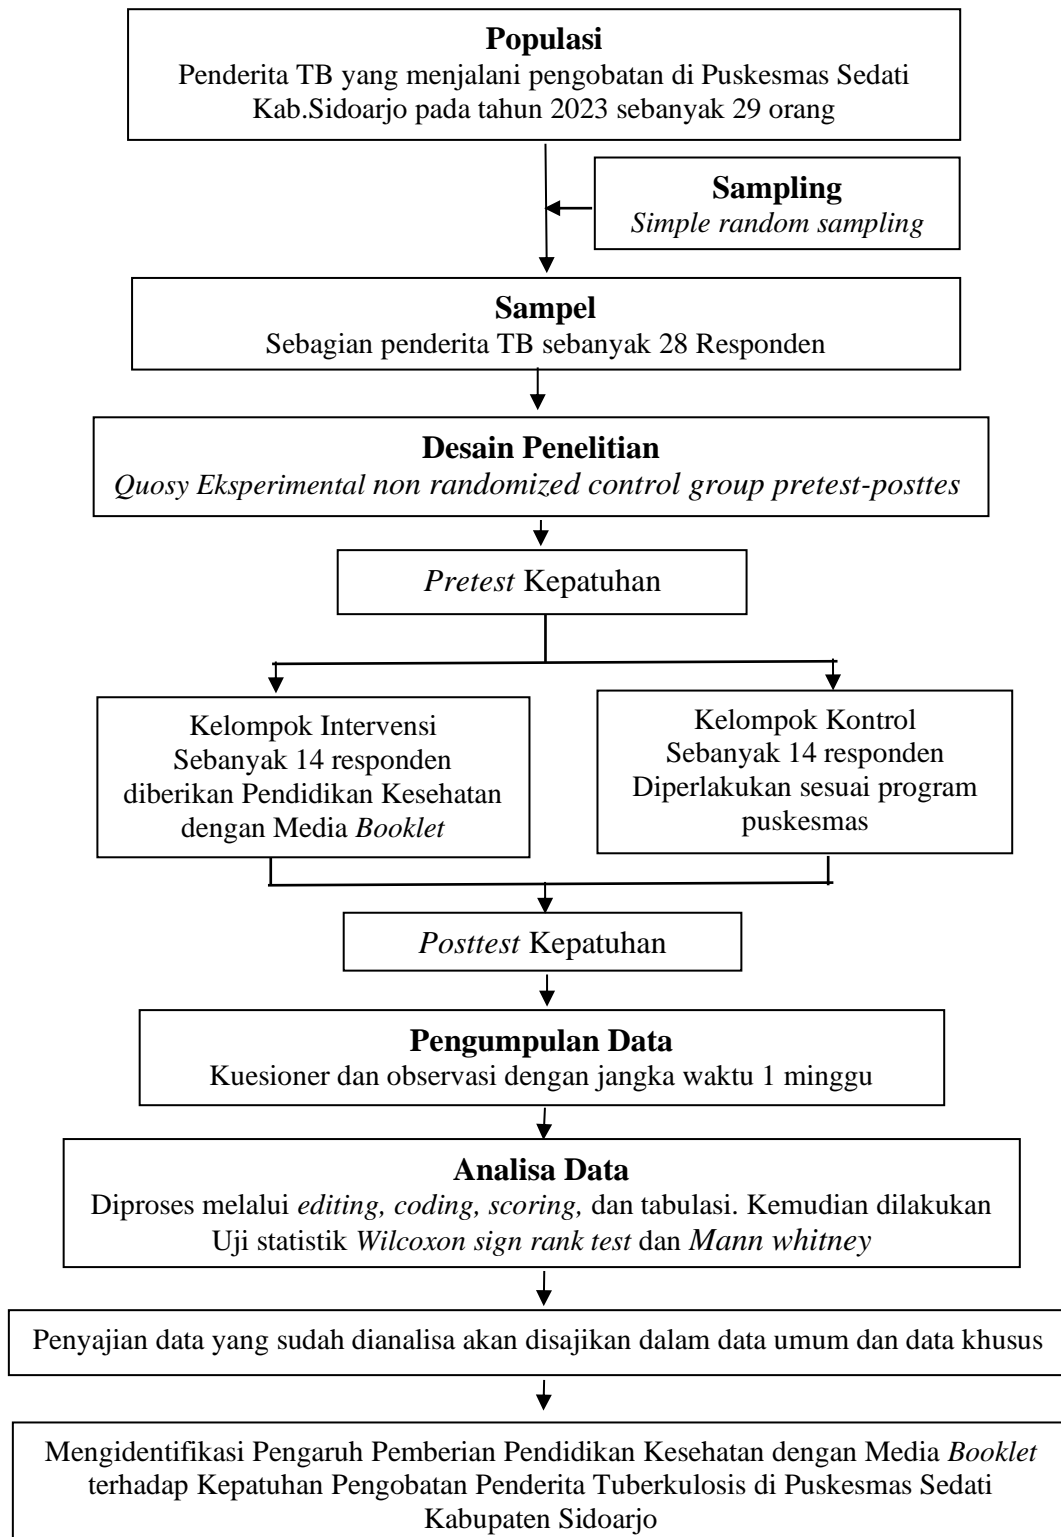 Populasi
Penderita TB yang menjalani pengobatan di Puskesmas Sedati
Kab.Sidoarjo pada tahun 2023 sebanyak 29 orang
Sampling
Simple random sampling
Sampel
Sebagian penderita TB sebanyak 28 Responden
Desain Penelitian
Quosy Eksperimental non randomized control group pretest-posttes
Pretest Kepatuhan
Kelompok Intervensi
Sebanyak 14 responden
diberikan Pendidikan Kesehatan
dengan Media Booklet
Kelompok Kontrol
Sebanyak 14 responden
Diperlakukan sesuai program
puskesmas
Posttest Kepatuhan
Pengumpulan Data
Kuesioner dan observasi dengan jangka waktu 1 minggu
Analisa Data
Diproses melalui editing, coding, scoring, dan tabulasi. Kemudian dilakukan
Uji statistik Wilcoxon sign rank test dan Mann whitney
Penyajian data yang sudah dianalisa akan disajikan dalam data umum dan data khusus
Mengidentifikasi Pengaruh Pemberian Pendidikan Kesehatan dengan Media Booklet
terhadap Kepatuhan Pengobatan Penderita Tuberkulosis di Puskesmas Sedati
Kabupaten Sidoarjo